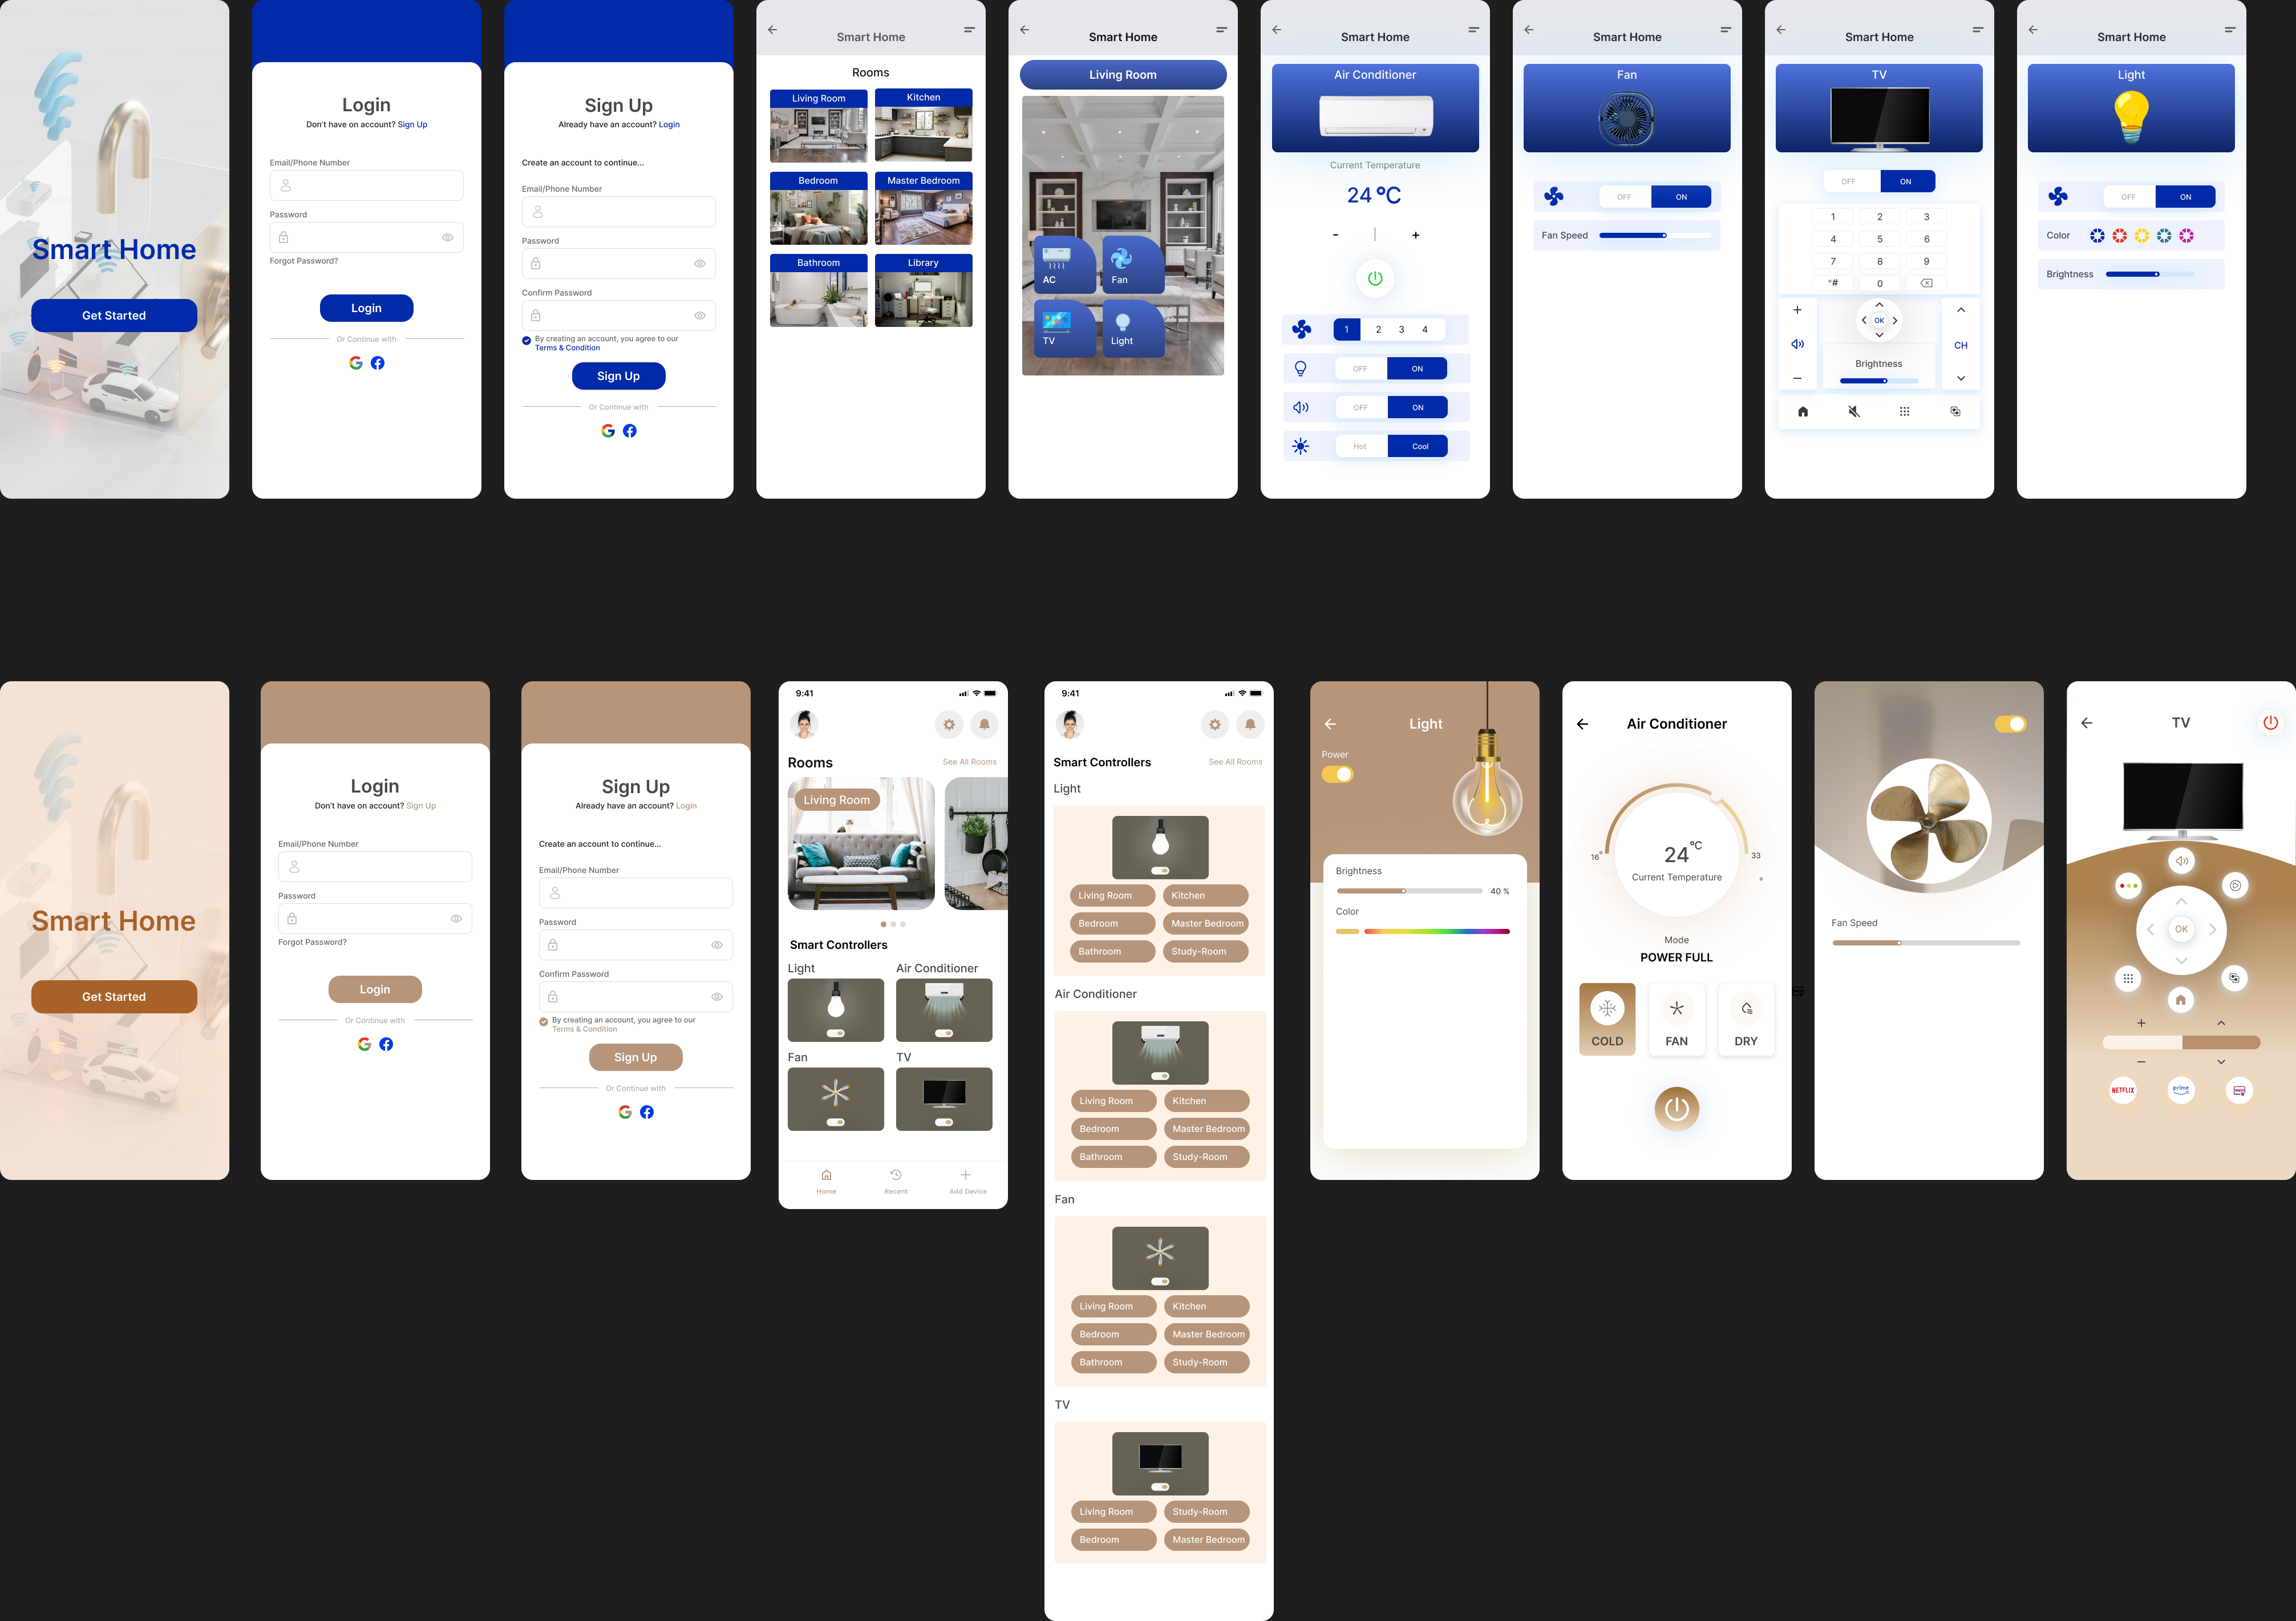 Smart Home
Get Started
Login
Don't have on account? Sign Up
Email/Phone Number
Password
Forgot Password?
Login
Or Continue with
Sign Up
Already have an account? Login
Create an account to continue...
Email/Phone Number
Password
Confirm Password
By creating an account, you agree to our
Terms & Condition
Sign Up
Or Continue with
Smart Home
Rooms
Living Room
Kitchen
Bedroom
Master Bedroom
Bathroom
Library
Smart Home
Living Room
AC
Fan
TV
Light
Smart Home
Air Conditioner
Current Temperature
24 °C
- +
1 2 3 4
OFF ON
OFF ON
Hot Cool
Smart Home
Fan
OFF ON
Fan Speed
Smart Home
TV
OFF ON
1 2 3
4 5 6
7 8 9
*# 0
OK
CH
Brightness
Smart Home
Light
OFF ON
Color
Brightness
Smart Home
Get Started
Login
Don't have on account? Sign Up
Email/Phone Number
Password
Forgot Password?
Login
Or Continue with
Sign Up
Already have an account? Login
Create an account to continue...
Email/Phone Number
Password
Confirm Password
By creating an account, you agree to our
Terms & Condition
Sign Up
Or Continue with
9:41
Rooms
See All Rooms
Living Room
Smart Controllers
Light
Air Conditioner
Fan
TV
Home
Recent
Add Device
9:41
Smart Controllers
See All Rooms
Light
Living Room
Kitchen
Bedroom
Master Bedroom
Bathroom
Study-Room
Air Conditioner
Living Room
Kitchen
Bedroom
Master Bedroom
Bathroom
Study-Room
Fan
Living Room
Kitchen
Bedroom
Master Bedroom
Bathroom
Study-Room
TV
Living Room
Study-Room
Bedroom
Master Bedroom
Light
Power
Brightness
40 %
Color
Air Conditioner
24°C
16°
33°
Current Temperature
Mode
POWER FULL
COLD
FAN
DRY
Fan Speed
TV
OK
NETFLIX
prime